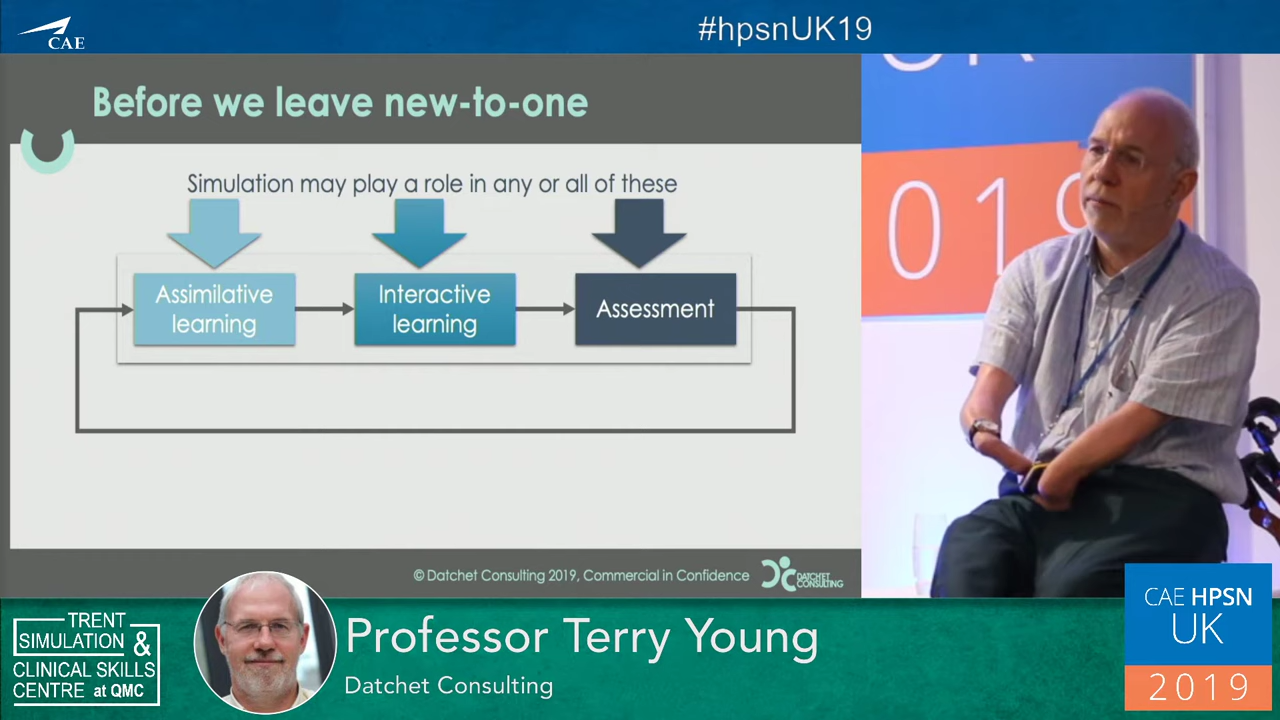 CAE
#hpsnUK19
Before we leave new-to-one
Simulation may play a role in any or all of these
Assimilative
learning
Interactive
learning
Assessment
© Datchet Consulting 2019, Commercial in Confidence
DATCHET
CONSULTING
UK
019
TRENT
SIMULATION &
CLINICAL SKILLS
CENTRE at QMC
Professor Terry Young
Datchet Consulting
CAE HPSN
UK
2019